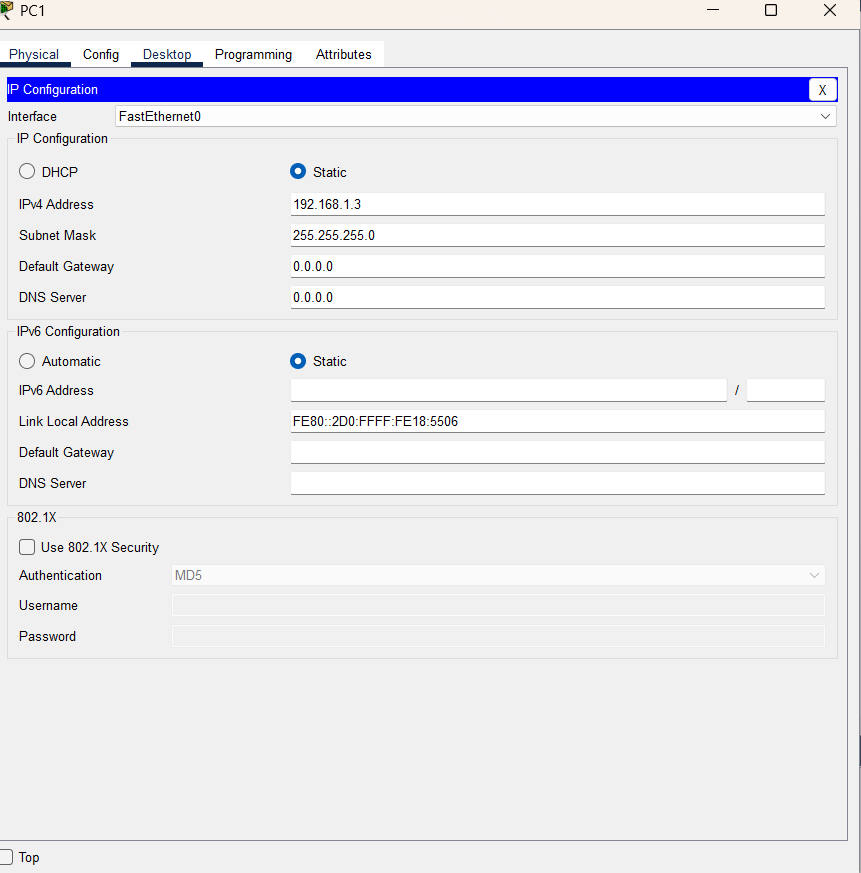 PC1
Physical Config Desktop Programming Attributes
IP Configuration X
Interface FastEthernet0
IP Configuration
DHCP Static
IPv4 Address 192.168.1.3
Subnet Mask 255.255.255.0
Default Gateway 0.0.0.0
DNS Server 0.0.0.0
IPv6 Configuration
Automatic Static
IPv6 Address /
Link Local Address FE80::2D0:FFFF:FE18:5506
Default Gateway
DNS Server
802.1X
Use 802.1X Security
Authentication MD5
Username
Password
Top